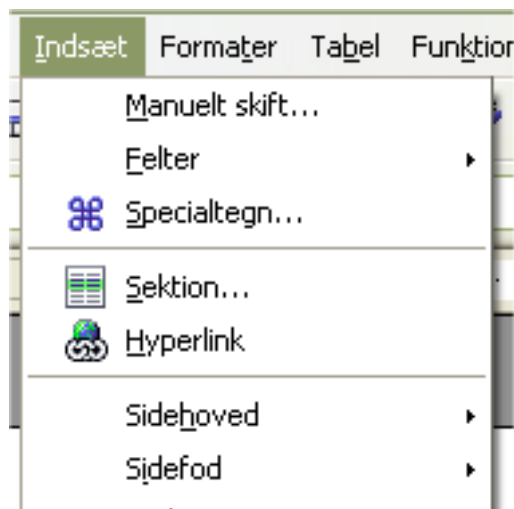 Indsæt Formater Tabel Funktion
Manuelt skift...
Felter
Specialtegn...
Sektion...
Hyperlink
Sidehoved
Sidefod